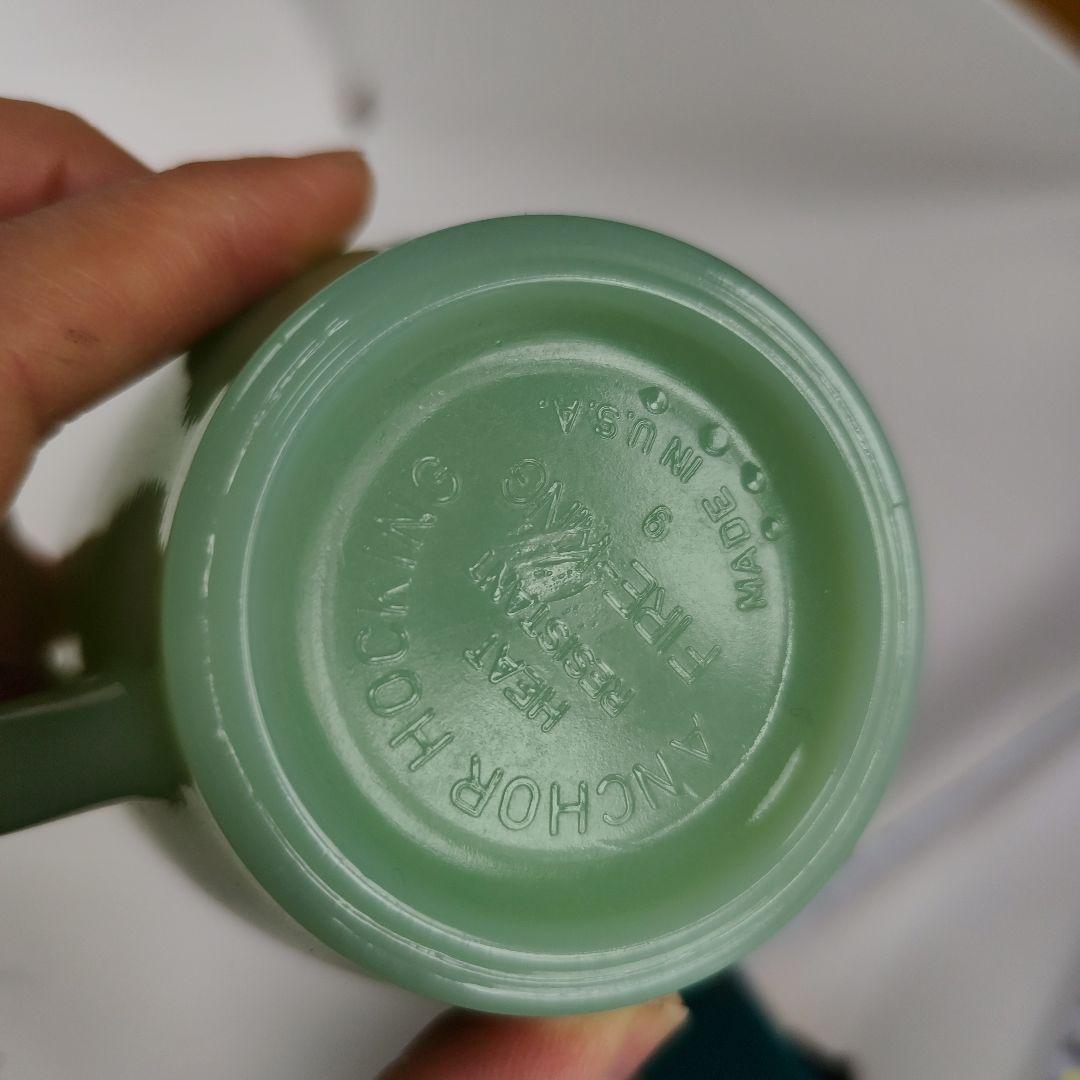 ANCHOR HOCKING
HEAT
RESISTANT
FIRE-KING
9
MADE IN U.S.A.